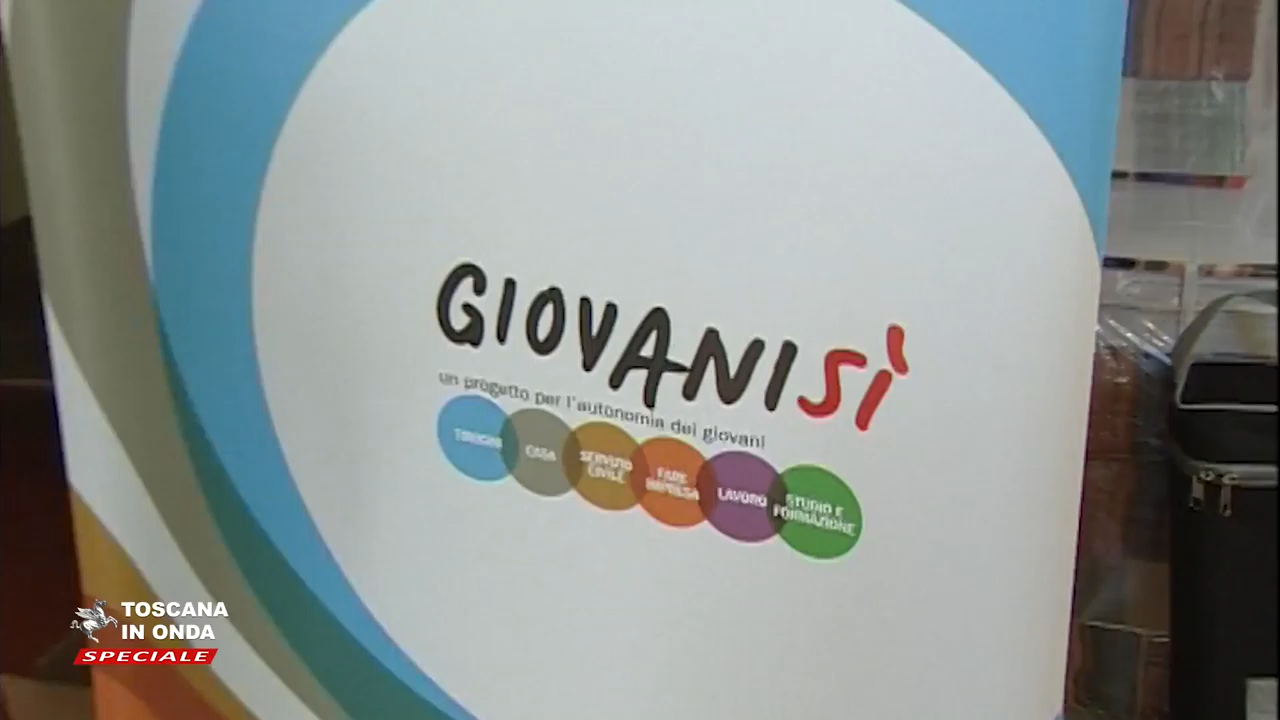 GIOVANISÌ
un progetto per l'autonomia dei giovani
TIROCINI
CASA
SERVIZIO
CIVILE
FARE
IMPRESA
LAVORO
STUDIO E
FORMAZIONE
TOSCANA
IN ONDA
SPECIALE